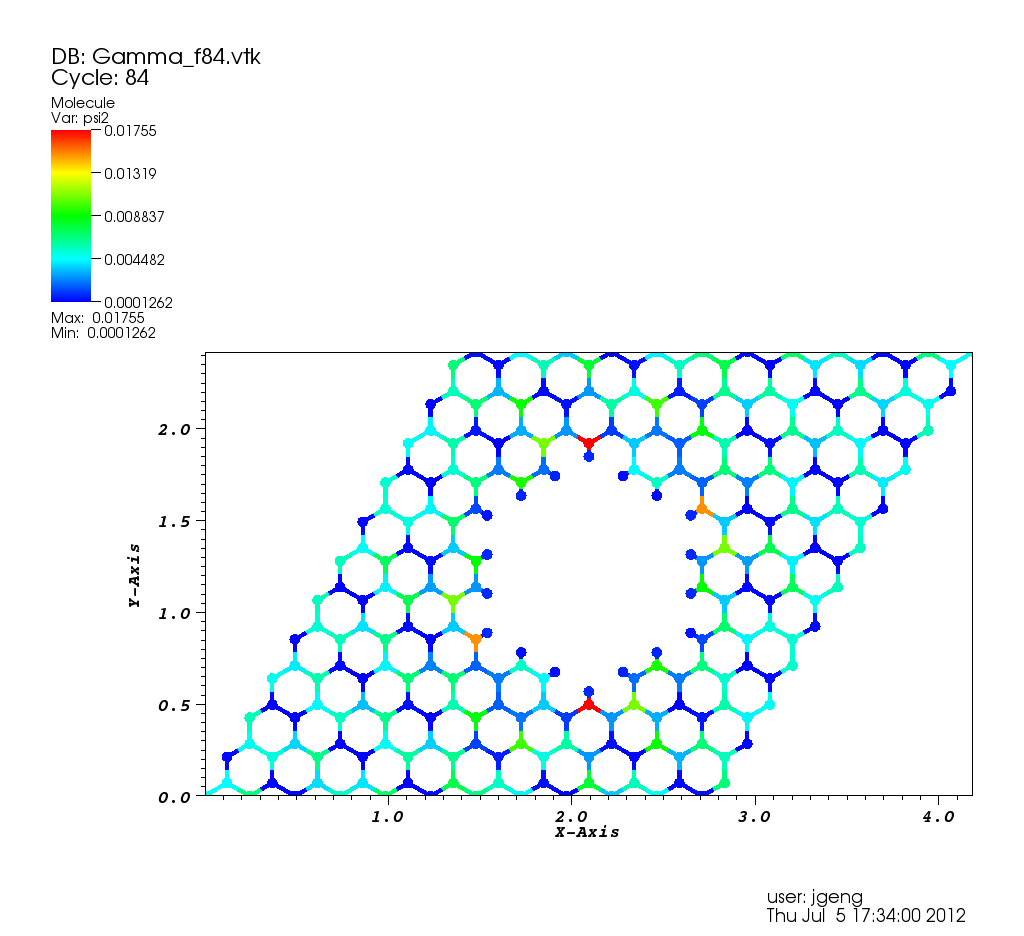 DB: Gamma_f84.vtk
Cycle: 84
Molecule
Var: psi2
0.01755
0.01319
0.008837
0.004482
0.0001262
Max: 0.01755
Min: 0.0001262
2.0
1.5
1.0
0.5
0.0
Y-Axis
1.0 2.0 3.0 4.0
X-Axis
user: jgeng
Thu Jul 5 17:34:00 2012